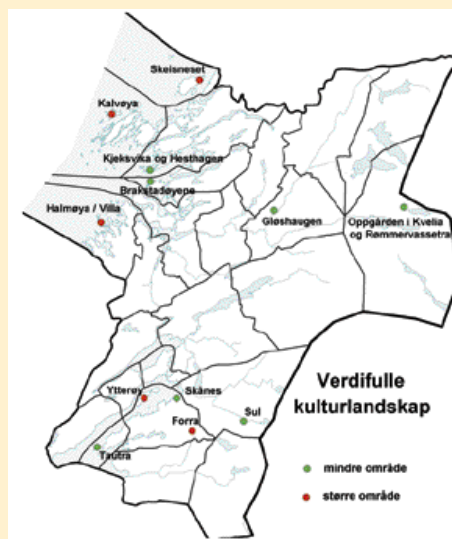 Skeisneset
Kalvøya
Kjeksvika og Hesthagen
Brakstadøyene
Halmøya / Villa
Gløshaugen
Oppgården i Kvelia
og Rømmervassetra
Ytterøy
Skånes
Verdifulle
kulturlandskap
Forra
Sul
Tautra
mindre område
større område